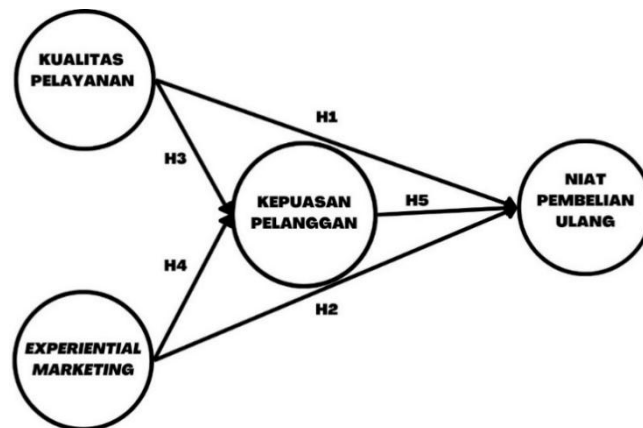 KUALITAS
PELAYANAN
H1
H3
KEPUASAN
PELANGGAN
H5
NIAT
PEMBELIAN
ULANG
H4
H2
EXPERIENTIAL
MARKETING